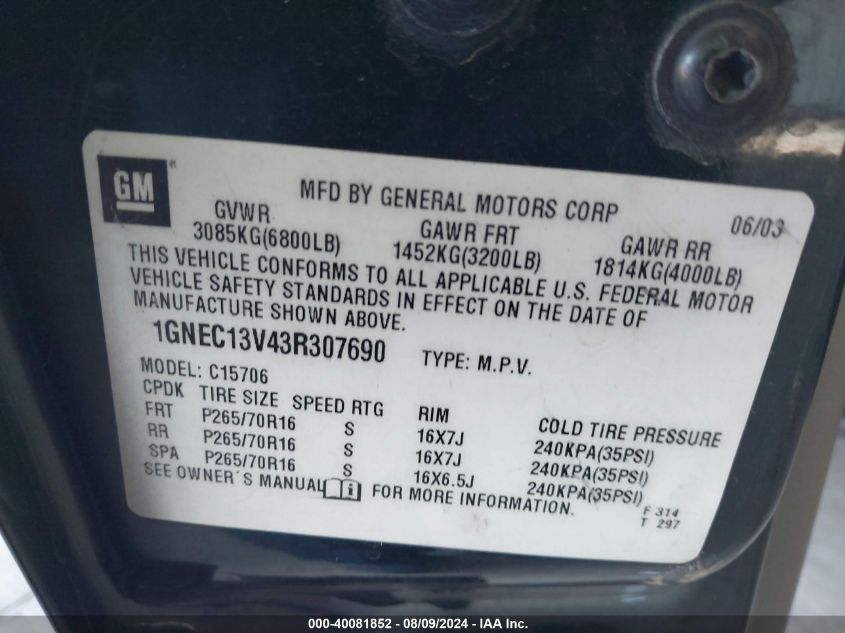 GM ®
MFD BY GENERAL MOTORS CORP 06/03
GVWR GAWR FRT GAWR RR
3085KG(6800LB) 1452KG(3200LB) 1814KG(4000LB)
THIS VEHICLE CONFORMS TO ALL APPLICABLE U.S. FEDERAL MOTOR
VEHICLE SAFETY STANDARDS IN EFFECT ON THE DATE OF
MANUFACTURE SHOWN ABOVE.
1GNEC13V43R307690 TYPE: M.P.V.
MODEL: C15706
CPDK TIRE SIZE SPEED RTG RIM COLD TIRE PRESSURE
FRT P265/70R16 S 16X7J 240KPA(35PSI)
RR P265/70R16 S 16X7J 240KPA(35PSI)
SPA P265/70R16 S 16X6.5J 240KPA(35PSI)
SEE OWNER´S MANUAL i FOR MORE INFORMATION.
F 314
T 297
000-40081852 - 08/09/2024 - IAA Inc.